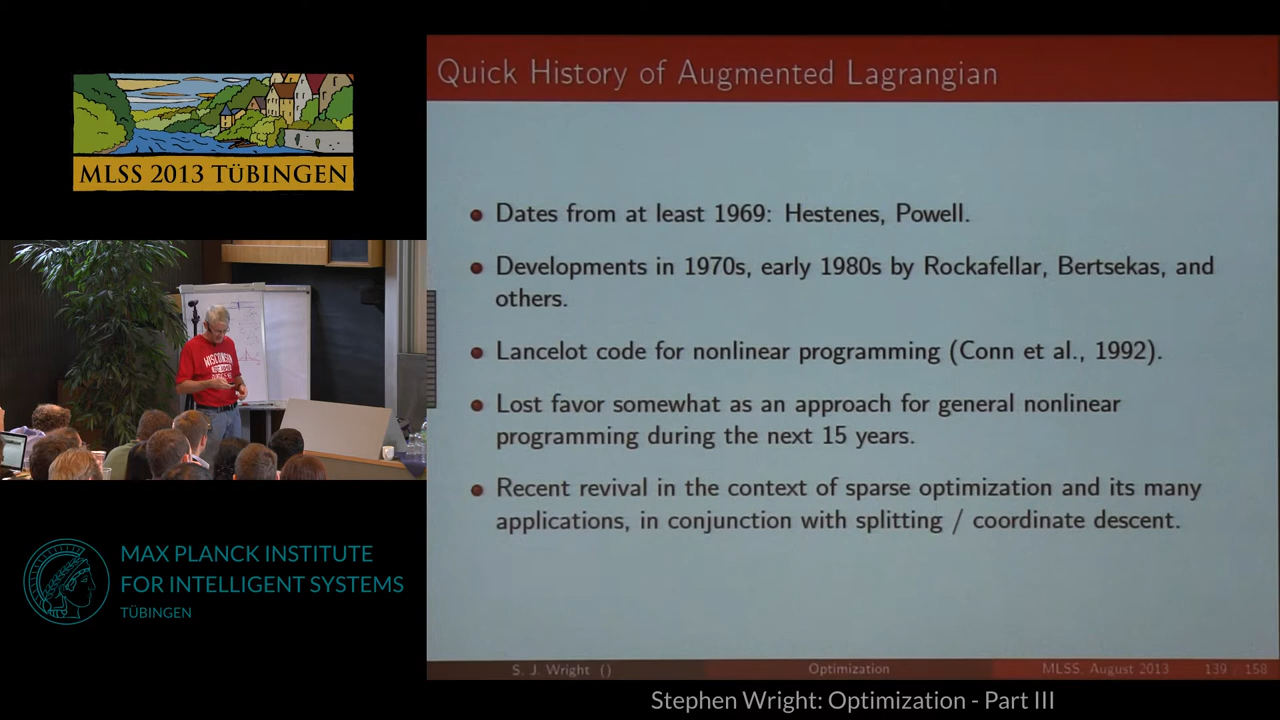 MLSS 2013 TÜBINGEN
WISCONSIN
MAX PLANCK INSTITUTE
FOR INTELLIGENT SYSTEMS
TÜBINGEN
Quick History of Augmented Lagrangian
Dates from at least 1969: Hestenes, Powell.
Developments in 1970s, early 1980s by Rockafellar, Bertsekas, and
others.
Lancelot code for nonlinear programming (Conn et al., 1992).
Lost favor somewhat as an approach for general nonlinear
programming during the next 15 years.
Recent revival in the context of sparse optimization and its many
applications, in conjunction with splitting / coordinate descent.
S. J. Wright ()
Optimization
MLSS, August 2013
139 / 158
Stephen Wright: Optimization - Part III